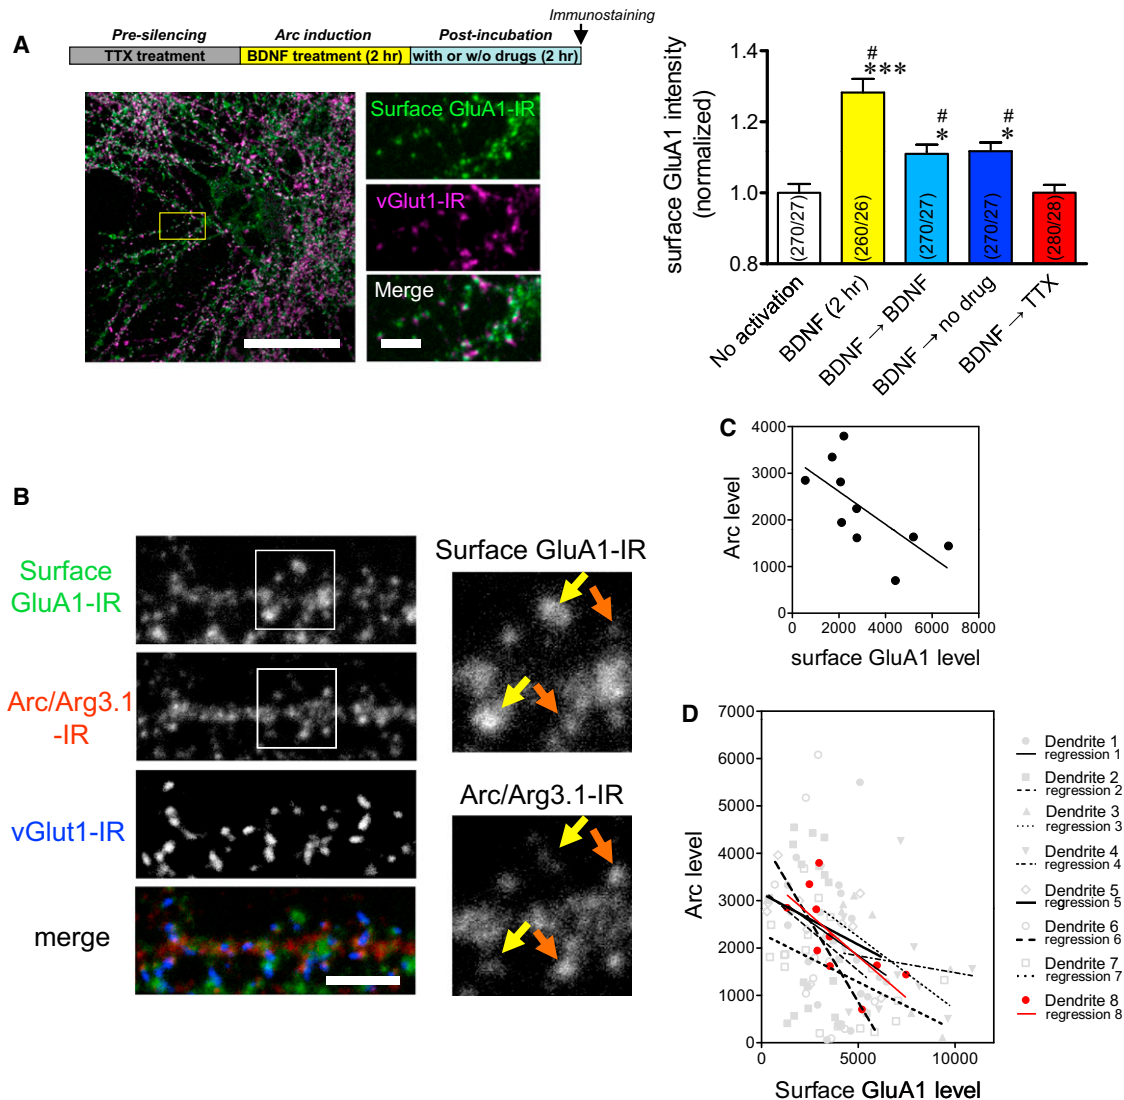 A
Immunostaining
Pre-silencing
Arc induction
Post-incubation
TTX treatment
BDNF treatment (2 hr)
with or w/o drugs (2 hr)
Surface GluA1-IR
vGlut1-IR
Merge
surface GluA1 intensity
(normalized)
1.4
1.2
1.0
0.8
#
***
#
*
#
*
(270/27)
(260/26)
(270/27)
(270/27)
(280/28)
No activation
BDNF (2 hr)
BDNF → BDNF
BDNF → no drug
BDNF → TTX
B
Surface
GluA1-IR
Arc/Arg3.1
-IR
vGlut1-IR
merge
Surface GluA1-IR
Arc/Arg3.1-IR
C
Arc level
4000
3000
2000
1000
0
0 2000 4000 6000 8000
surface GluA1 level
D
Arc level
7000
6000
5000
4000
3000
2000
1000
0
0 5000 10000
Surface GluA1 level
Dendrite 1
regression 1
Dendrite 2
regression 2
Dendrite 3
regression 3
Dendrite 4
regression 4
Dendrite 5
regression 5
Dendrite 6
regression 6
Dendrite 7
regression 7
Dendrite 8
regression 8